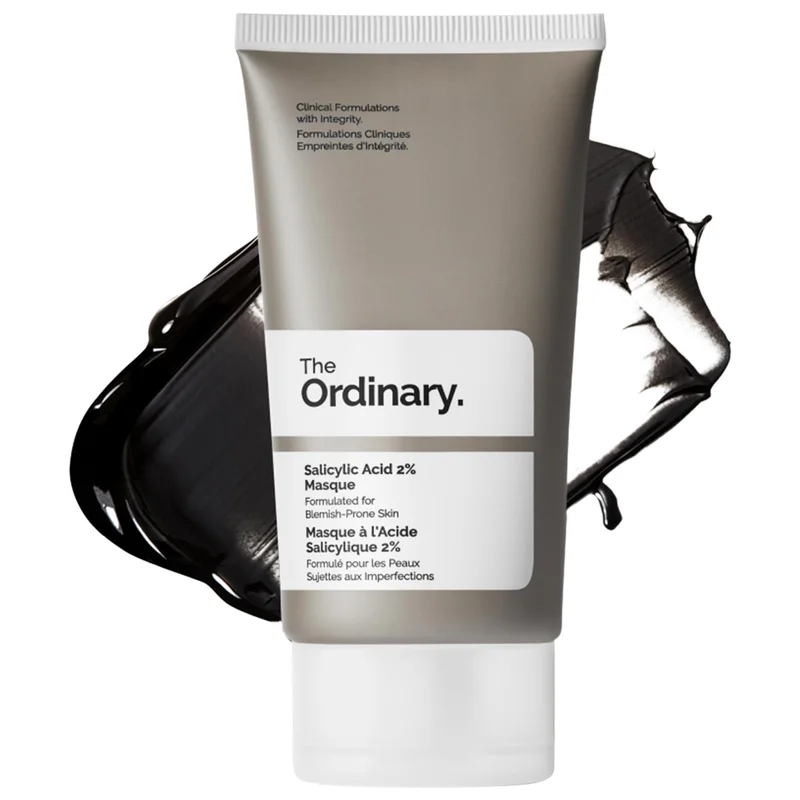 Clinical Formulations
with Integrity.
Formulations Cliniques
Empreintes d'Intégrité.
The
Ordinary.
Salicylic Acid 2%
Masque
Formulated for
Blemish-Prone Skin
Masque à l'Acide
Salicylique 2%
Formulé pour les Peaux
Sujettes aux Imperfections